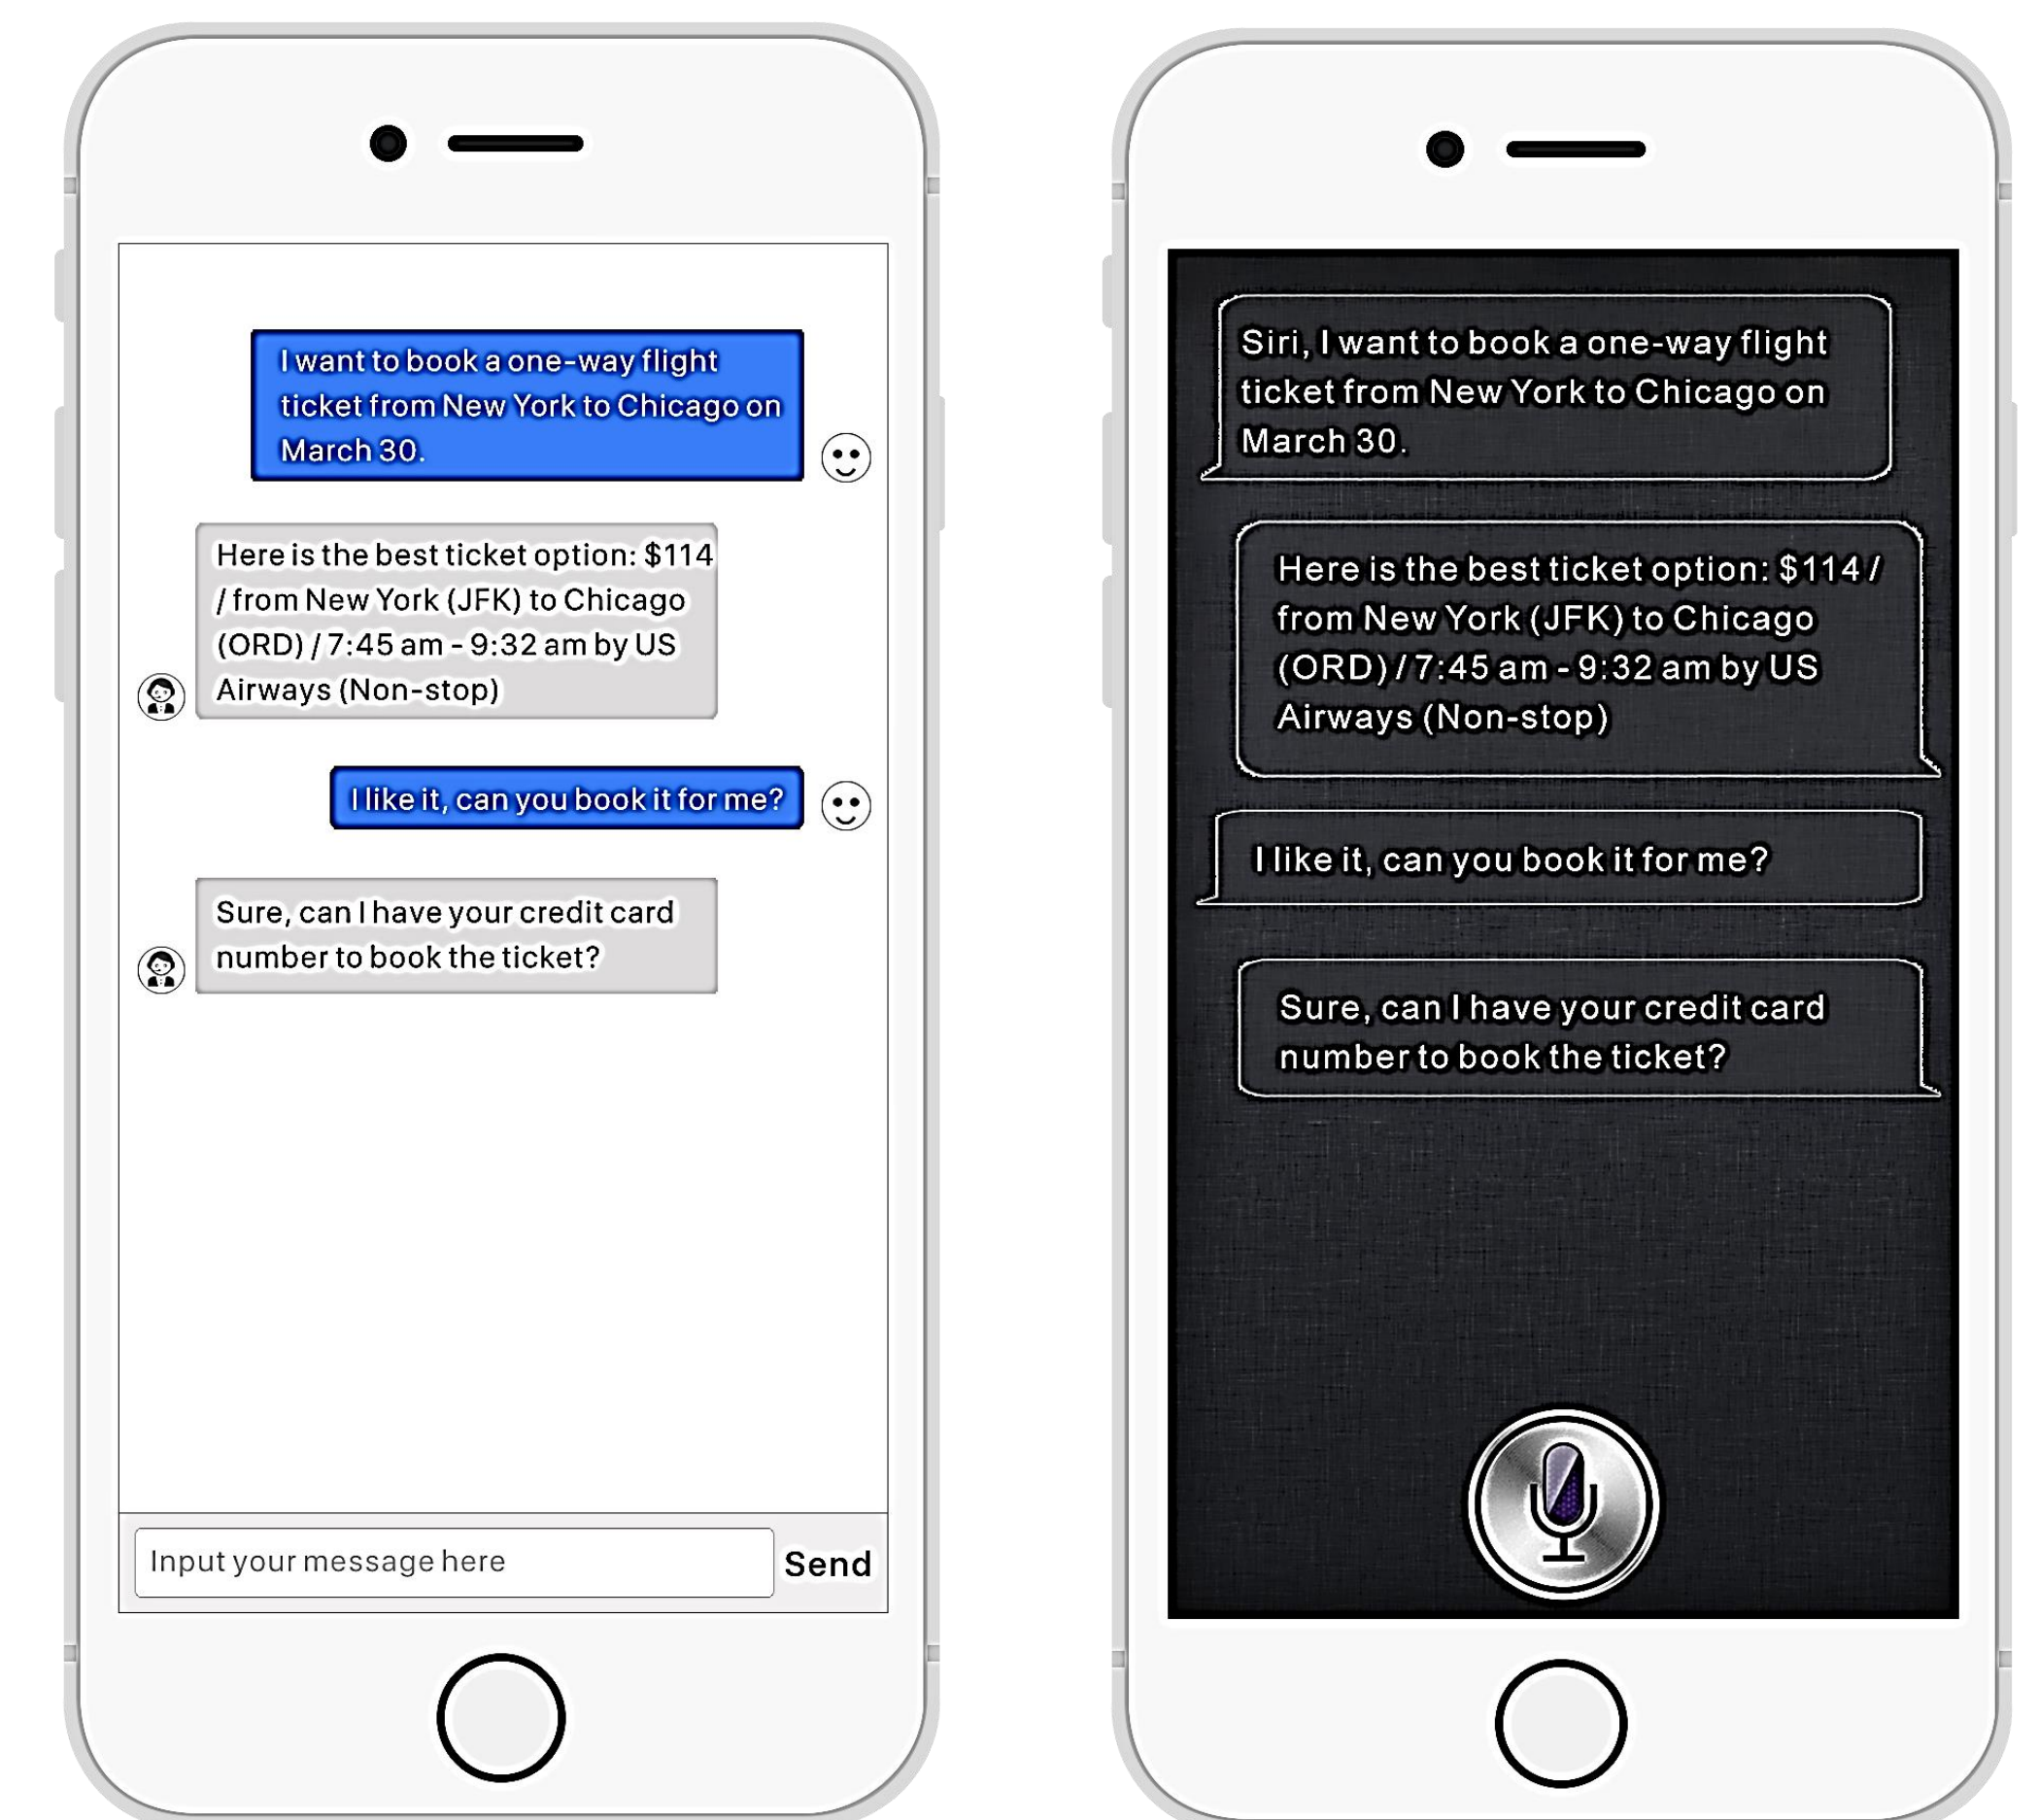 I want to book a one-way flight
ticket from New York to Chicago on
March 30.
Here is the best ticket option: $114
/ from New York (JFK) to Chicago
(ORD) / 7:45 am - 9:32 am by US
Airways (Non-stop)
I like it, can you book it for me?
Sure, can I have your credit card
number to book the ticket?
Input your message here
Send
Siri, I want to book a one-way flight
ticket from New York to Chicago on
March 30.
Here is the best ticket option: $114 /
from New York (JFK) to Chicago
(ORD) / 7:45 am - 9:32 am by US
Airways (Non-stop)
I like it, can you book it for me?
Sure, can I have your credit card
number to book the ticket?